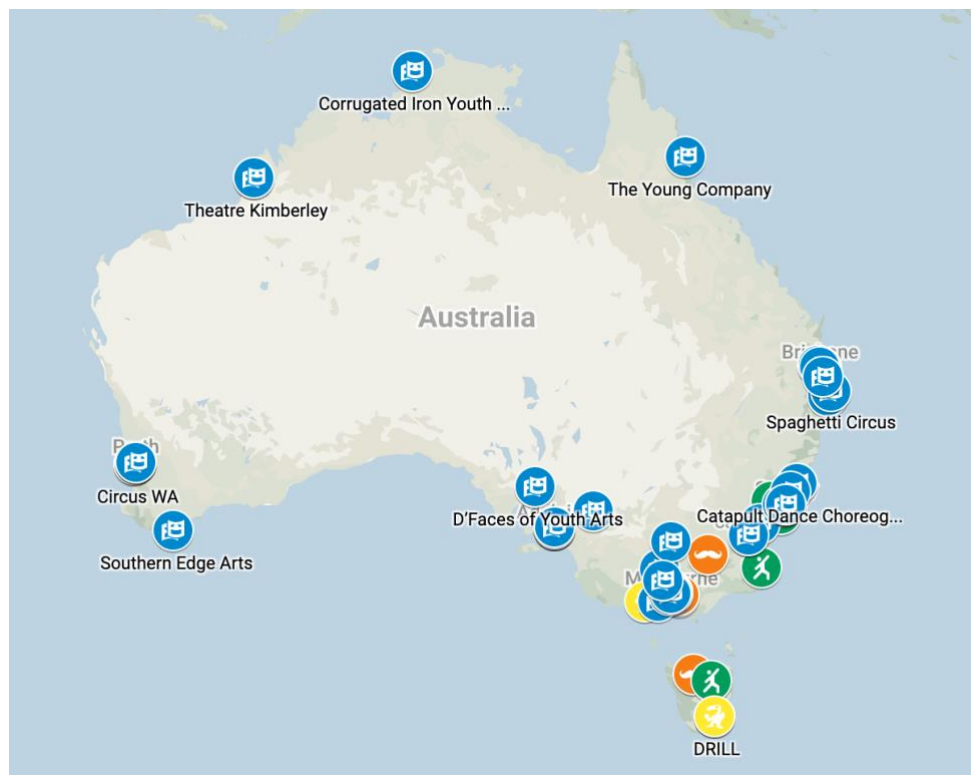 Corrugated Iron Youth ...
The Young Company
Theatre Kimberley
Australia
Spaghetti Circus
Circus WA
D'Faces of Youth Arts
Catapult Dance Choreog...
Southern Edge Arts
DRILL